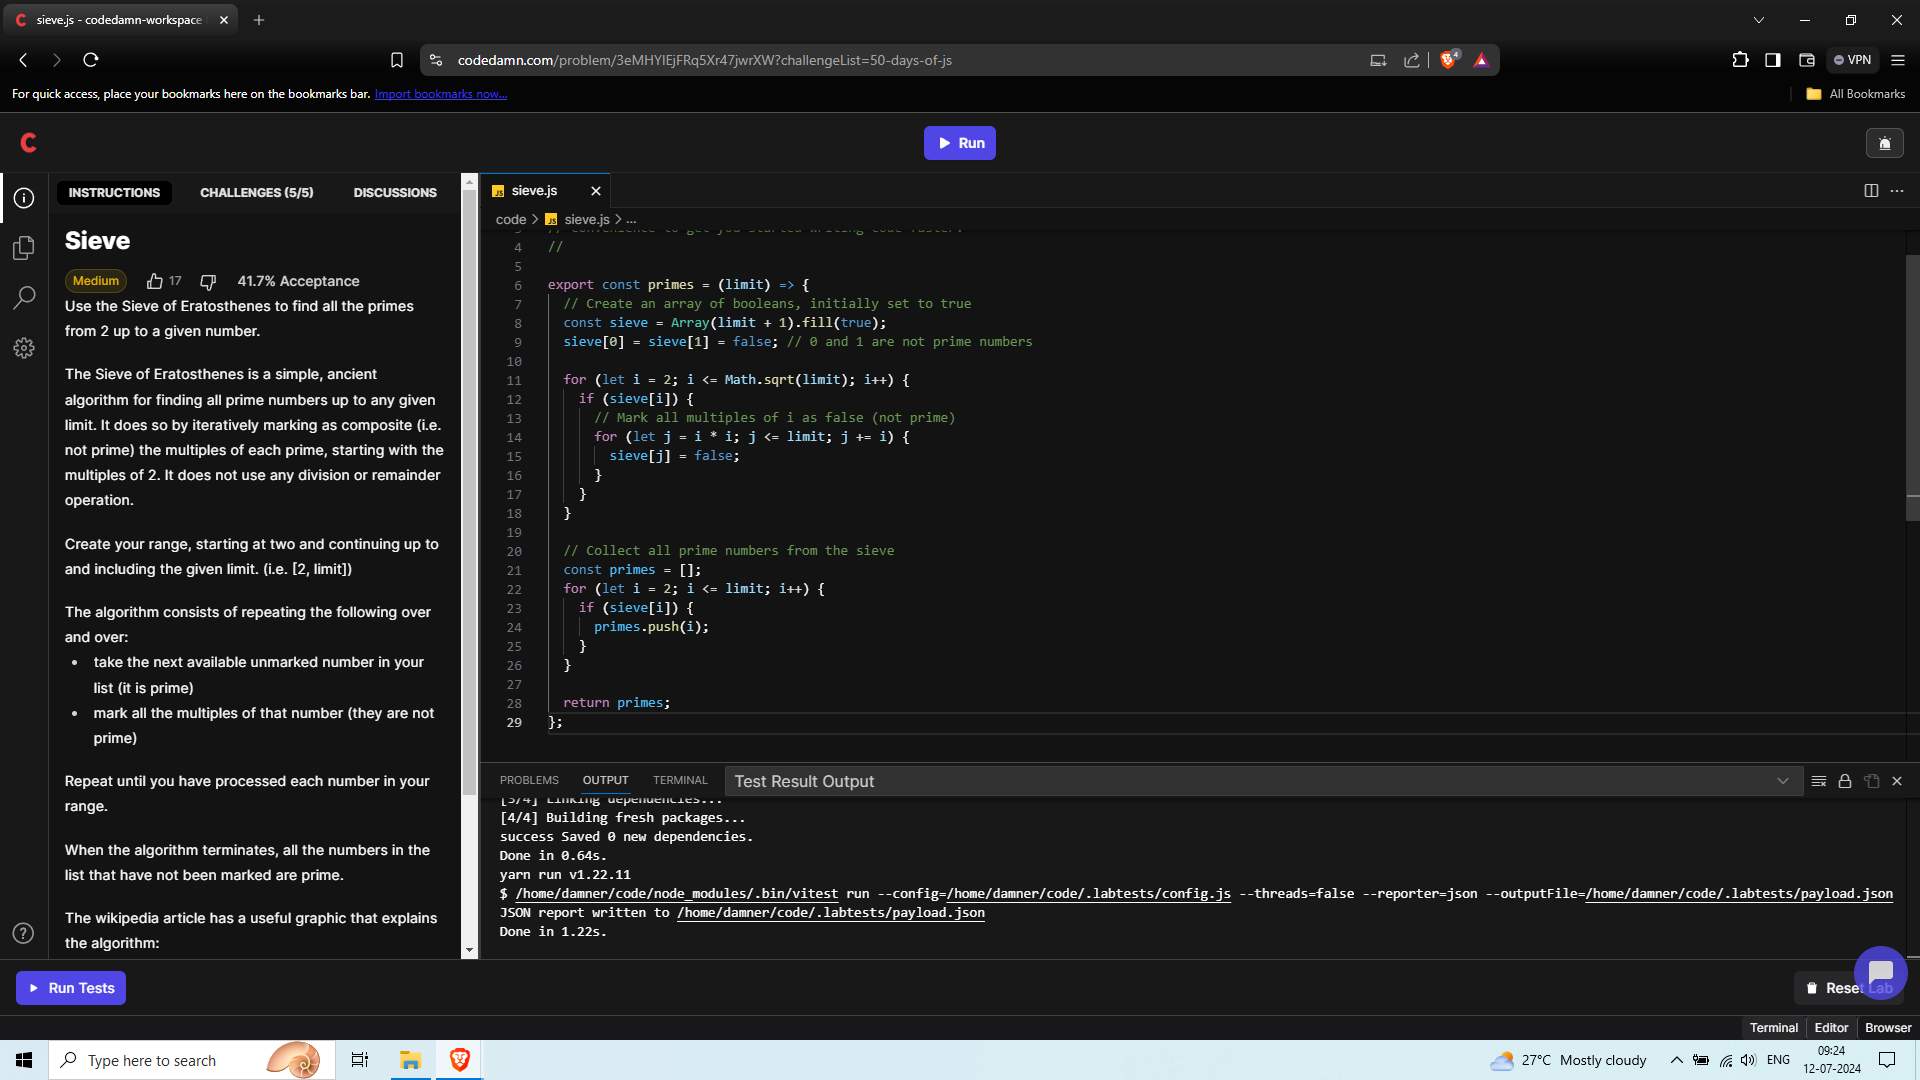 sieve.js - codedamn-workspace
codedamn.com/problem/3eMHYIEjFRq5Xr47jwrXW?challengeList=50-days-of-js
4
VPN
For quick access, place your bookmarks here on the bookmarks bar. Import bookmarks now...
All Bookmarks
Run
INSTRUCTIONS
CHALLENGES (5/5)
DISCUSSIONS
Sieve
Medium
17
41.7% Acceptance
Use the Sieve of Eratosthenes to find all the primes
from 2 up to a given number.
The Sieve of Eratosthenes is a simple, ancient
algorithm for finding all prime numbers up to any given
limit. It does so by iteratively marking as composite (i.e.
not prime) the multiples of each prime, starting with the
multiples of 2. It does not use any division or remainder
operation.
Create your range, starting at two and continuing up to
and including the given limit. (i.e. [2, limit])
The algorithm consists of repeating the following over
and over:
• take the next available unmarked number in your
list (it is prime)
• mark all the multiples of that number (they are not
prime)
Repeat until you have processed each number in your
range.
When the algorithm terminates, all the numbers in the
list that have not been marked are prime.
The wikipedia article has a useful graphic that explains
the algorithm:
Run Tests
JS sieve.js
code > JS sieve.js > ...
3 // convenience to get you started writing code faster.
4 //
5
6 export const primes = (limit) => {
7 // Create an array of booleans, initially set to true
8 const sieve = Array(limit + 1).fill(true);
9 sieve[0] = sieve[1] = false; // 0 and 1 are not prime numbers
10
11 for (let i = 2; i <= Math.sqrt(limit); i++) {
12 if (sieve[i]) {
13 // Mark all multiples of i as false (not prime)
14 for (let j = i * i; j <= limit; j += i) {
15 sieve[j] = false;
16 }
17 }
18 }
19
20 // Collect all prime numbers from the sieve
21 const primes = [];
22 for (let i = 2; i <= limit; i++) {
23 if (sieve[i]) {
24 primes.push(i);
25 }
26 }
27
28 return primes;
29 };
PROBLEMS
OUTPUT
TERMINAL
Test Result Output
[3/4] Linking dependencies...
[4/4] Building fresh packages...
success Saved 0 new dependencies.
Done in 0.64s.
yarn run v1.22.11
$ /home/damner/code/node_modules/.bin/vitest run --config=/home/damner/code/.labtests/config.js --threads=false --reporter=json --outputFile=/home/damner/code/.labtests/payload.json
JSON report written to /home/damner/code/.labtests/payload.json
Done in 1.22s.
Reset Lab
Terminal
Editor
Browser
Type here to search
27°C Mostly cloudy
ENG
09:24
12-07-2024